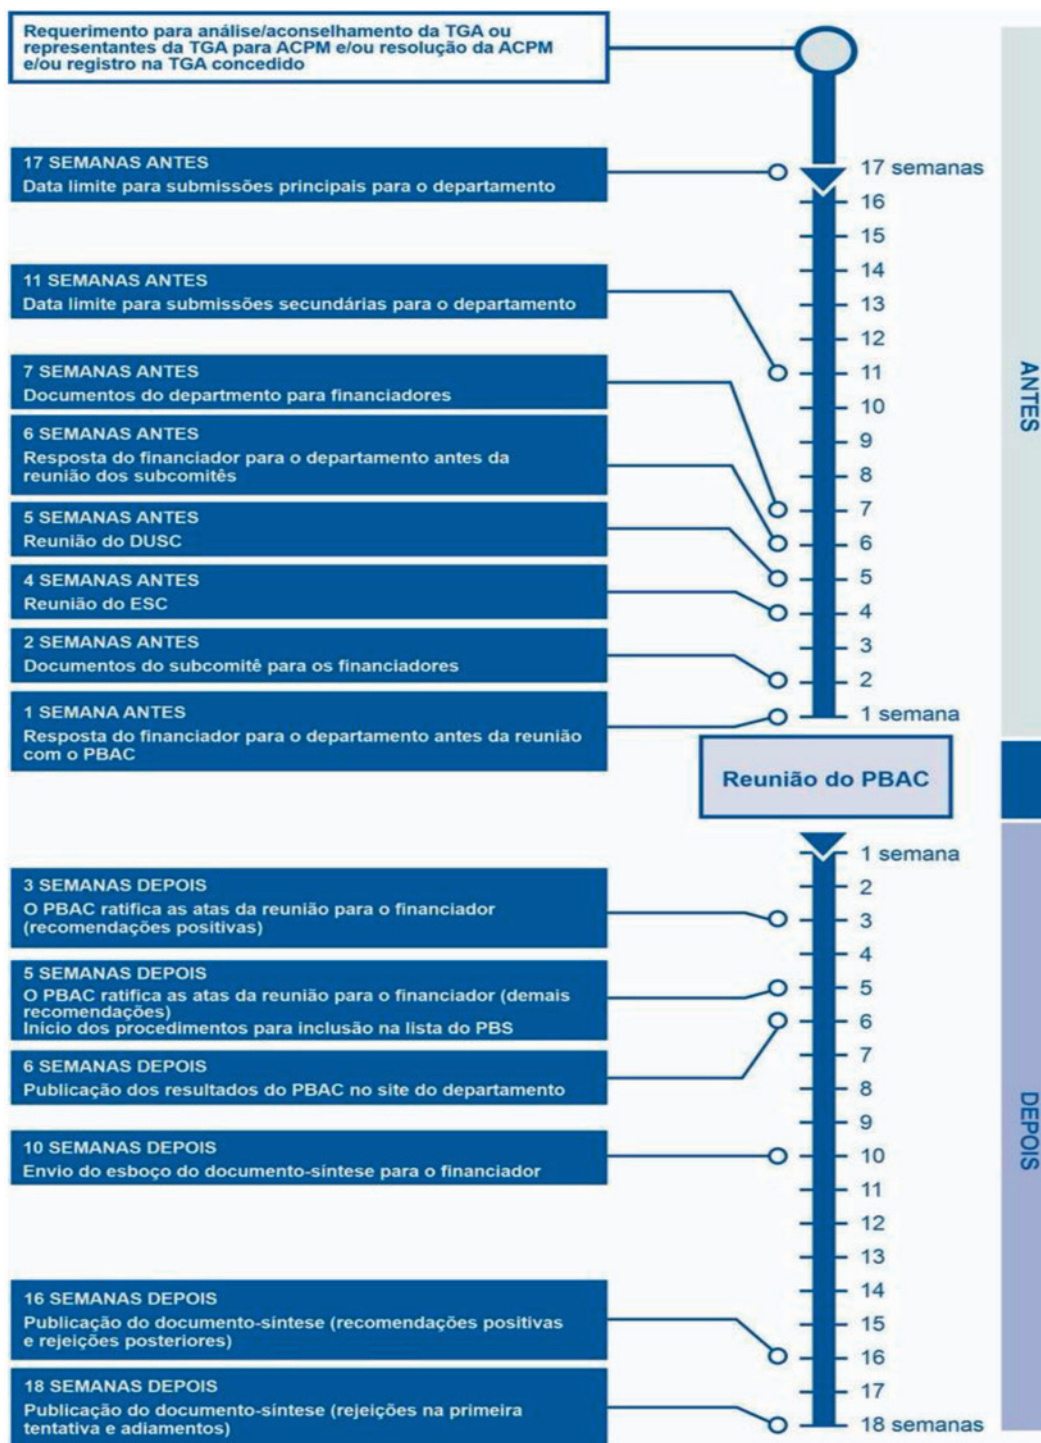 Requerimento para análise/aconselhamento da TGA ou
representantes da TGA para ACPM e/ou resolução da ACPM
e/ou registro na TGA concedido
17 SEMANAS ANTES
Data limite para submissões principais para o departamento
17 semanas
16
15
14
11 SEMANAS ANTES
Data limite para submissões secundárias para o departamento
13
12
11
7 SEMANAS ANTES
Documentos do departmento para financiadores
10
9
6 SEMANAS ANTES
Resposta do financiador para o departamento antes da
reunião dos subcomitês
8
7
5 SEMANAS ANTES
Reunião do DUSC
6
5
4 SEMANAS ANTES
Reunião do ESC
4
3
2 SEMANAS ANTES
Documentos do subcomitê para os financiadores
2
1 semana
1 SEMANA ANTES
Resposta do financiador para o departamento antes da reunião
com o PBAC
ANTES
Reunião do PBAC
1 semana
2
3 SEMANAS DEPOIS
O PBAC ratifica as atas da reunião para o financiador
(recomendações positivas)
3
4
5 SEMANAS DEPOIS
O PBAC ratifica as atas da reunião para o financiador (demais
recomendações)
Início dos procedimentos para inclusão na lista do PBS
5
6
7
6 SEMANAS DEPOIS
Publicação dos resultados do PBAC no site do departamento
8
9
10 SEMANAS DEPOIS
Envio do esboço do documento-síntese para o financiador
10
11
12
13
14
16 SEMANAS DEPOIS
Publicação do documento-síntese (recomendações positivas
e rejeições posteriores)
15
16
17
18 SEMANAS DEPOIS
Publicação do documento-síntese (rejeições na primeira
tentativa e adiamentos)
18 semanas
DEPOIS